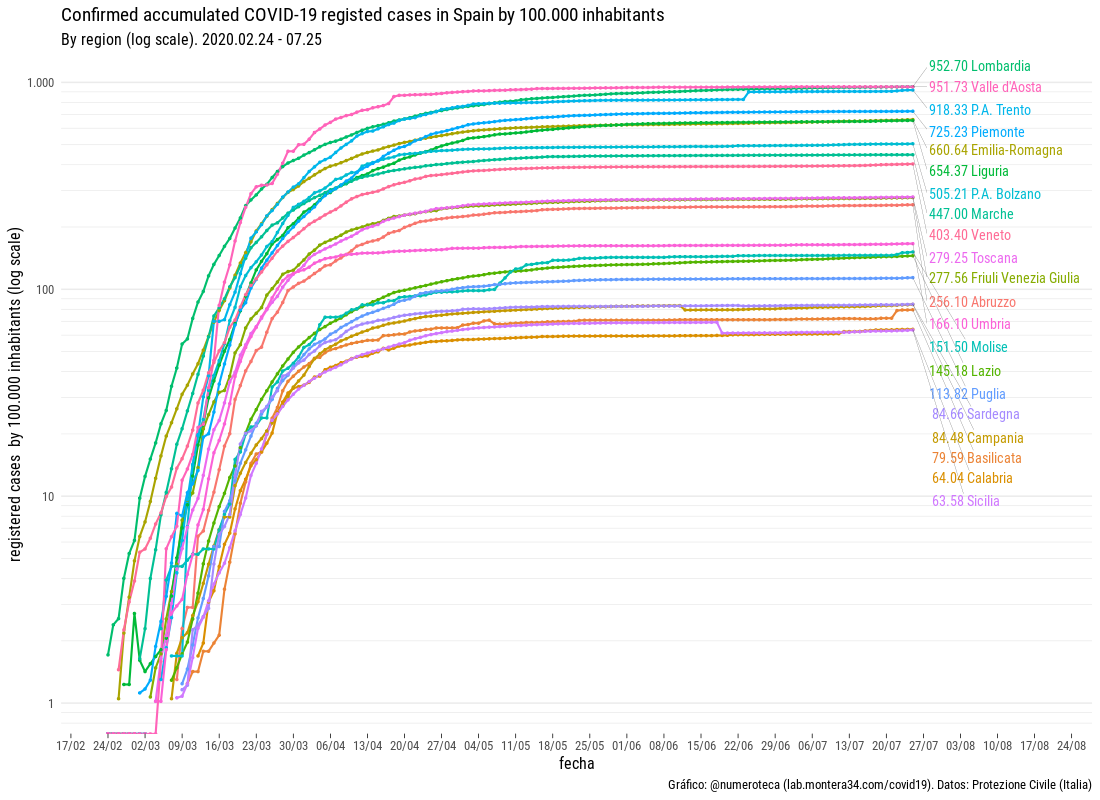 Confirmed accumulated COVID-19 registed cases in Spain by 100.000 inhabitants
By region (log scale). 2020.02.24 - 07.25
registered cases by 100.000 inhabitants (log scale)
1.000
100
10
1
952.70 Lombardia
951.73 Valle d'Aosta
918.33 P.A. Trento
725.23 Piemonte
660.64 Emilia-Romagna
654.37 Liguria
505.21 P.A. Bolzano
447.00 Marche
403.40 Veneto
279.25 Toscana
277.56 Friuli Venezia Giulia
256.10 Abruzzo
166.10 Umbria
151.50 Molise
145.18 Lazio
113.82 Puglia
84.66 Sardegna
84.48 Campania
79.59 Basilicata
64.04 Calabria
63.58 Sicilia
17/02 24/02 02/03 09/03 16/03 23/03 30/03 06/04 13/04 20/04 27/04 04/05 11/05 18/05 25/05 01/06 08/06 15/06 22/06 29/06 06/07 13/07 20/07 27/07 03/08 10/08 17/08 24/08
fecha
Gráfico: @numeroteca (lab.montera34.com/covid19). Datos: Protezione Civile (Italia)